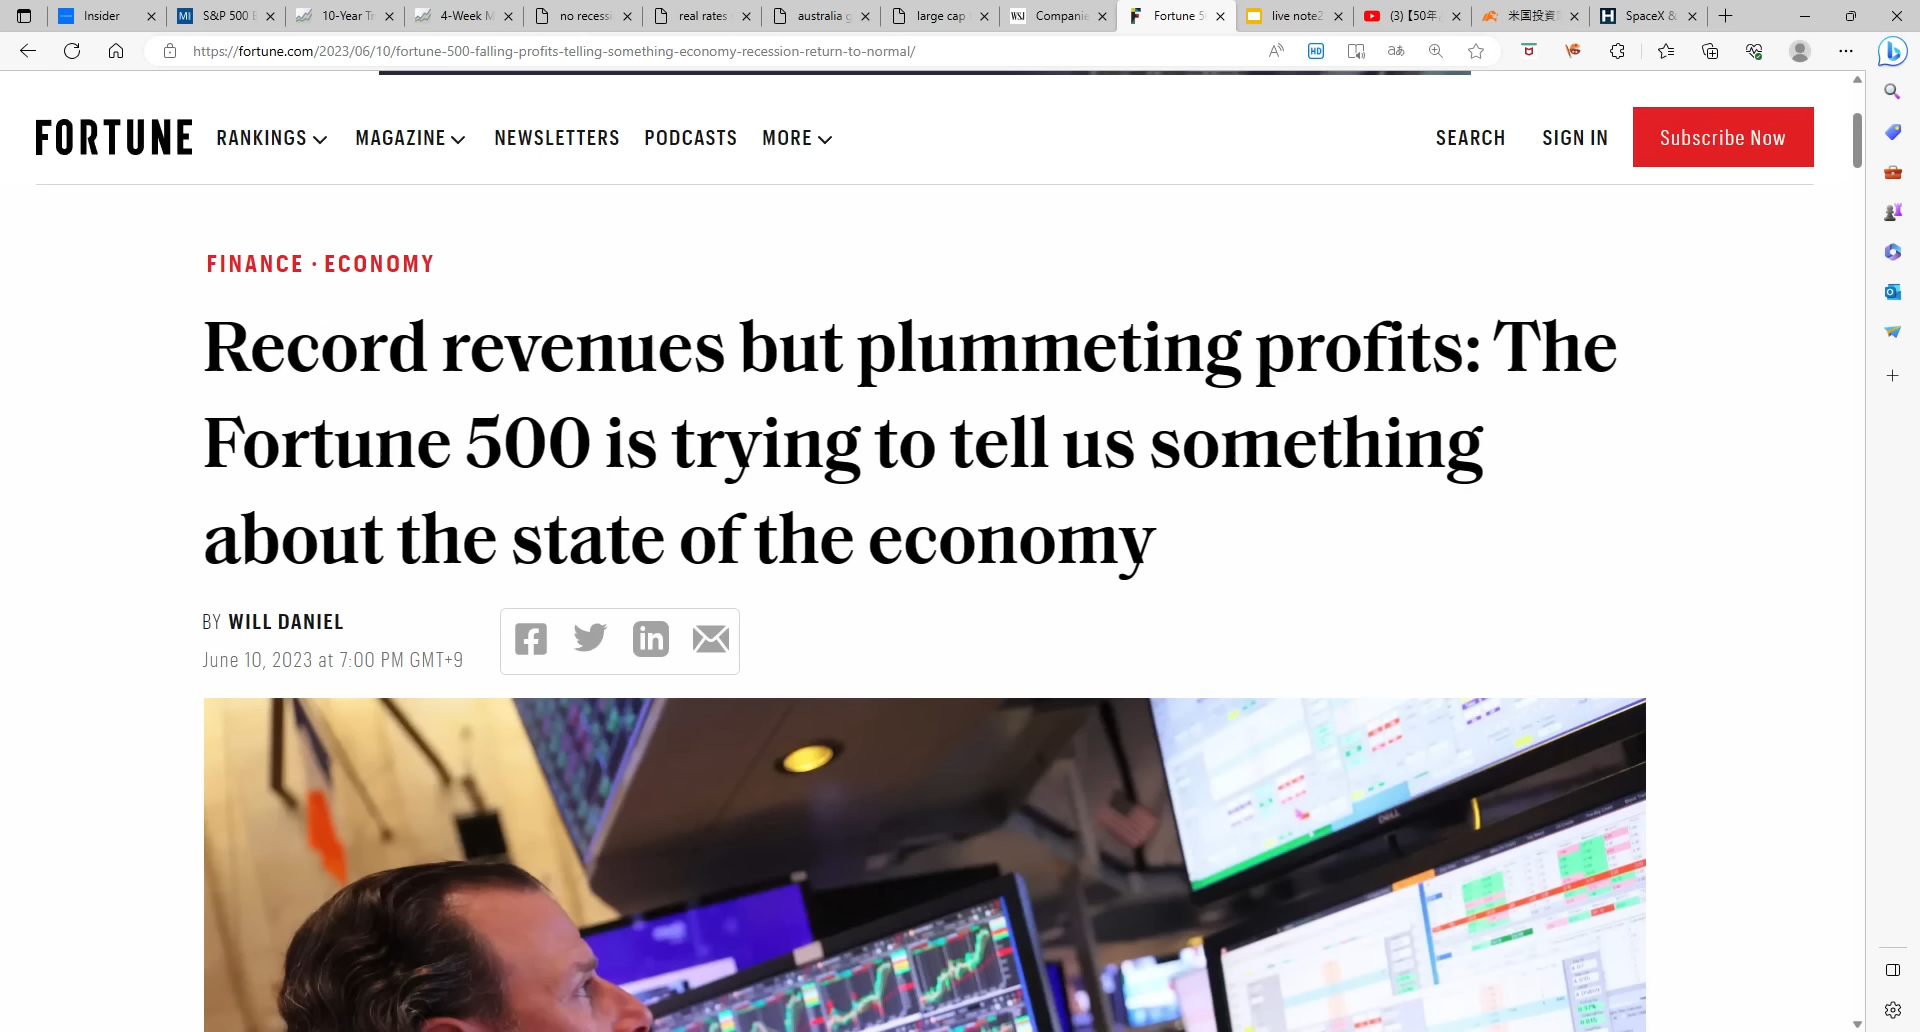 Insider
S&P 500 E
10-Year Tr
4-Week M
no recessi
real rates
australia g
large cap
WSJ
Companie
Fortune 5
live note2
(3)【50年
米国投資
SpaceX &
https://fortune.com/2023/06/10/fortune-500-falling-profits-telling-something-economy-recession-return-to-normal/
FORTUNE RANKINGS MAGAZINE NEWSLETTERS PODCASTS MORE SEARCH SIGN IN Subscribe Now
FINANCE · ECONOMY
Record revenues but plummeting profits: The
Fortune 500 is trying to tell us something
about the state of the economy
BY WILL DANIEL
June 10, 2023 at 7:00 PM GMT+9